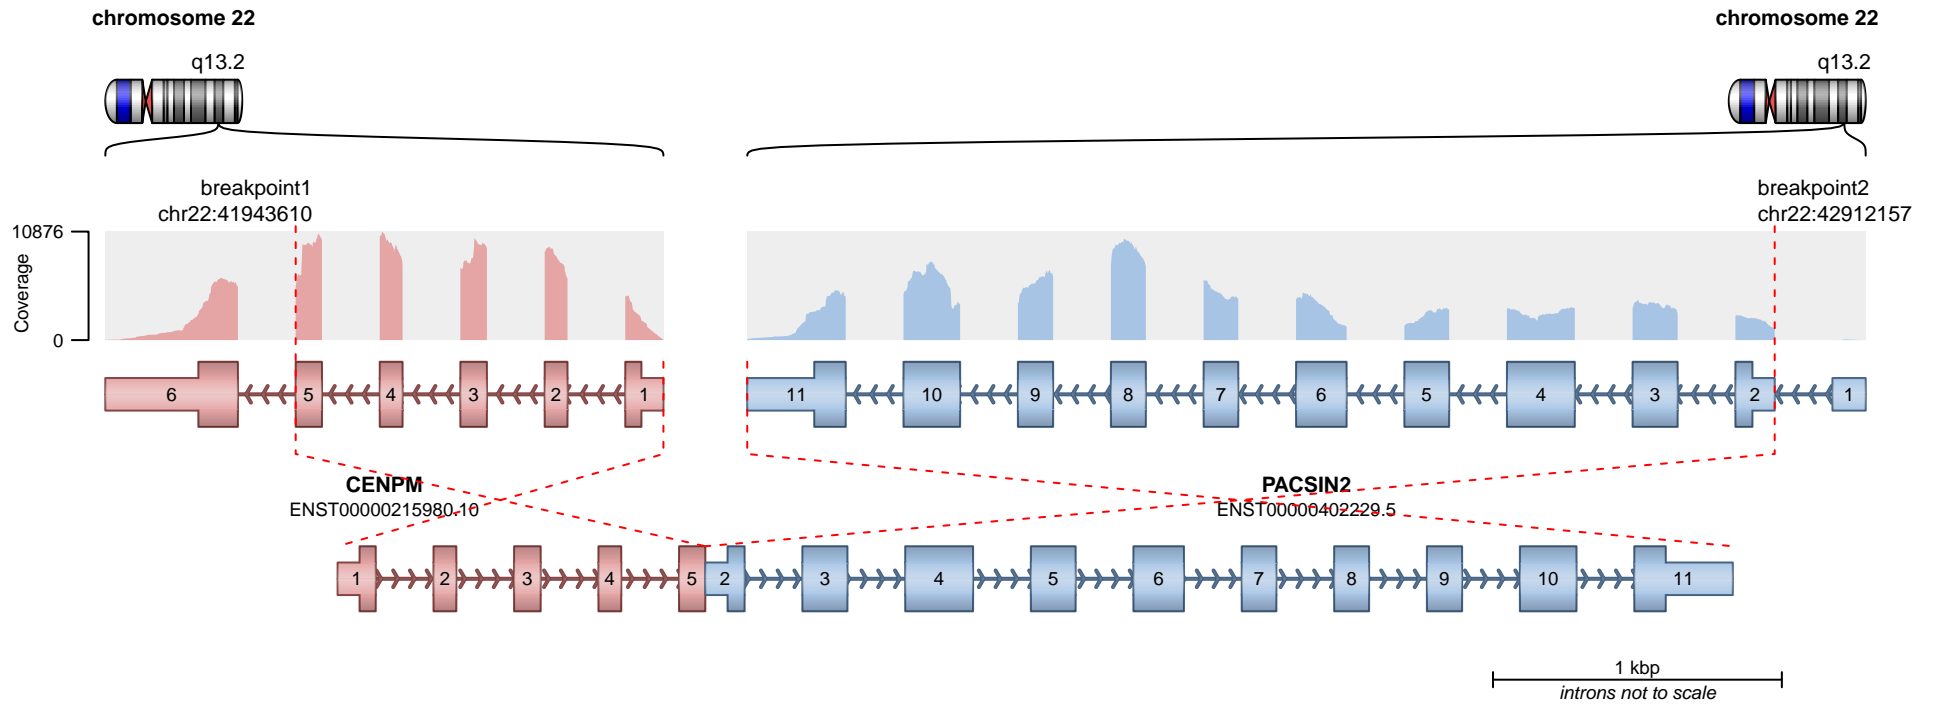 chromosome 22
chromosome 22
q13.2
q13.2
breakpoint1
chr22:41943610
breakpoint2
chr22:42912157
10876
0
Coverage
6 5 4 3 2 1
11 10 9 8 7 6 5 4 3 2 1
CENPM
ENST00000215980.10
PACSIN2
ENST00000402229.5
1 2 3 4 5 2 3 4 5 6 7 8 9 10 11
1 kbp
introns not to scale